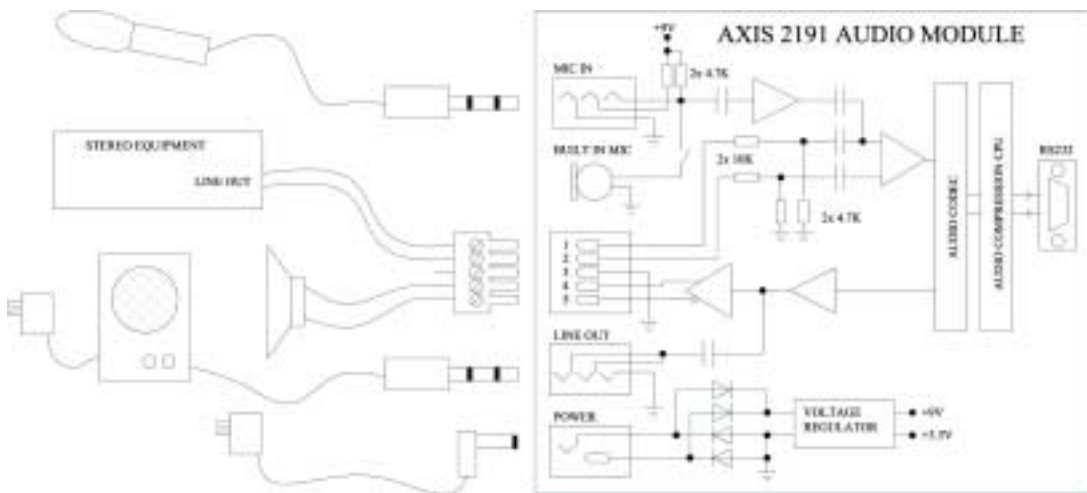 STEREO EQUIPMENT
LINE OUT
AXIS 2191 AUDIO MODULE
+9V
MIC IN
2x 4.7K
BUILT IN MIC
2x 10K
2x 4.7K
1
2
3
4
5
AUDIO CODEC
AUDIO COMPRESSION CPU
RS232
LINE OUT
POWER
VOLTAGE
REGULATOR
+9V
+3.3V